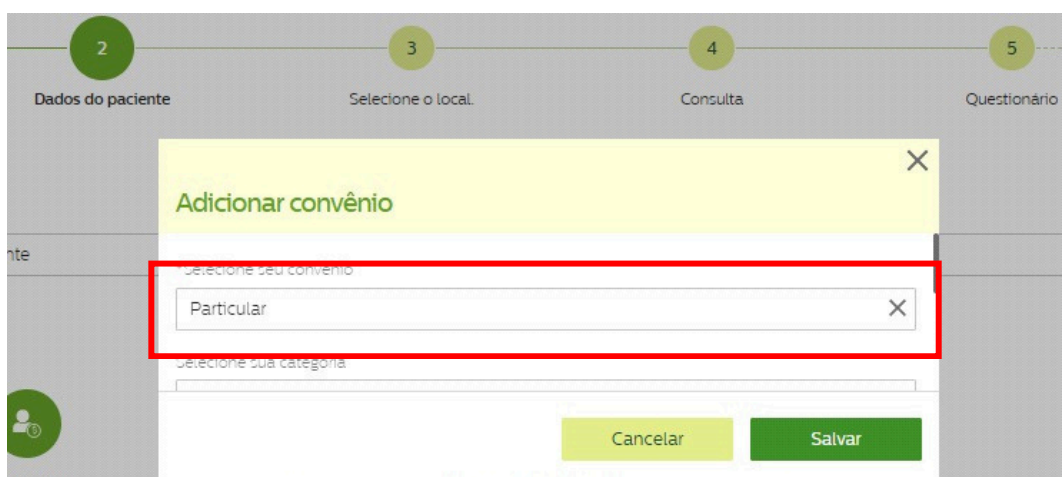 2 3 4 5
Dados do paciente Selecione o local. Consulta Questionário
Adicionar convênio
nte
*Selecione seu convênio
Particular
Selecione sua categoria
Cancelar Salvar